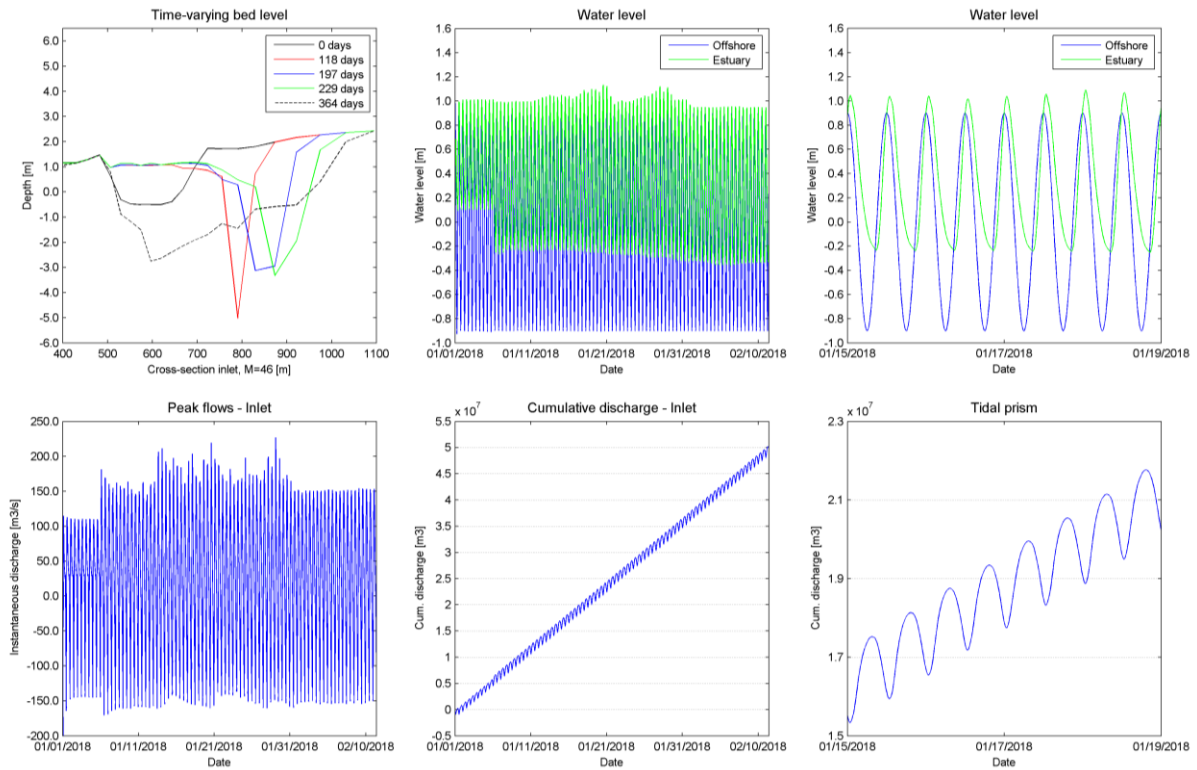 Time-varying bed level
6.0
5.0
4.0
3.0
2.0
1.0
0.0
-1.0
-2.0
-3.0
-4.0
-5.0
-6.0
Depth [m]
0 days
118 days
197 days
229 days
364 days
400 500 600 700 800 900 1000 1100
Cross-section inlet, M=46 [m]
Water level
1.6
1.4
1.2
1.0
0.8
0.6
0.4
0.2
0.0
-0.2
-0.4
-0.6
-0.8
-1.0
Water level [m]
Offshore
Estuary
01/01/2018 01/11/2018 01/21/2018 01/31/2018 02/10/2018
Date
Water level
1.6
1.4
1.2
1.0
0.8
0.6
0.4
0.2
0.0
-0.2
-0.4
-0.6
-0.8
-1.0
Water level [m]
Offshore
Estuary
01/15/2018 01/17/2018 01/19/2018
Date
Peak flows - Inlet
250.0
200.0
150.0
100.0
50.0
0.0
-50.0
-100.0
-150.0
-200.0
Instantaneous discharge [m3/s]
01/01/2018 01/11/2018 01/21/2018 01/31/2018 02/10/2018
Date
Cumulative discharge - Inlet
x 10^7
5.5
5
4.5
4
3.5
3
2.5
2
1.5
1
0.5
0
-0.5
Cum. discharge [m3]
01/01/2018 01/11/2018 01/21/2018 01/31/2018 02/10/2018
Date
Tidal prism
x 10^7
2.3
2.1
1.9
1.7
1.5
Cum. discharge [m3]
01/15/2018 01/17/2018 01/19/2018
Date